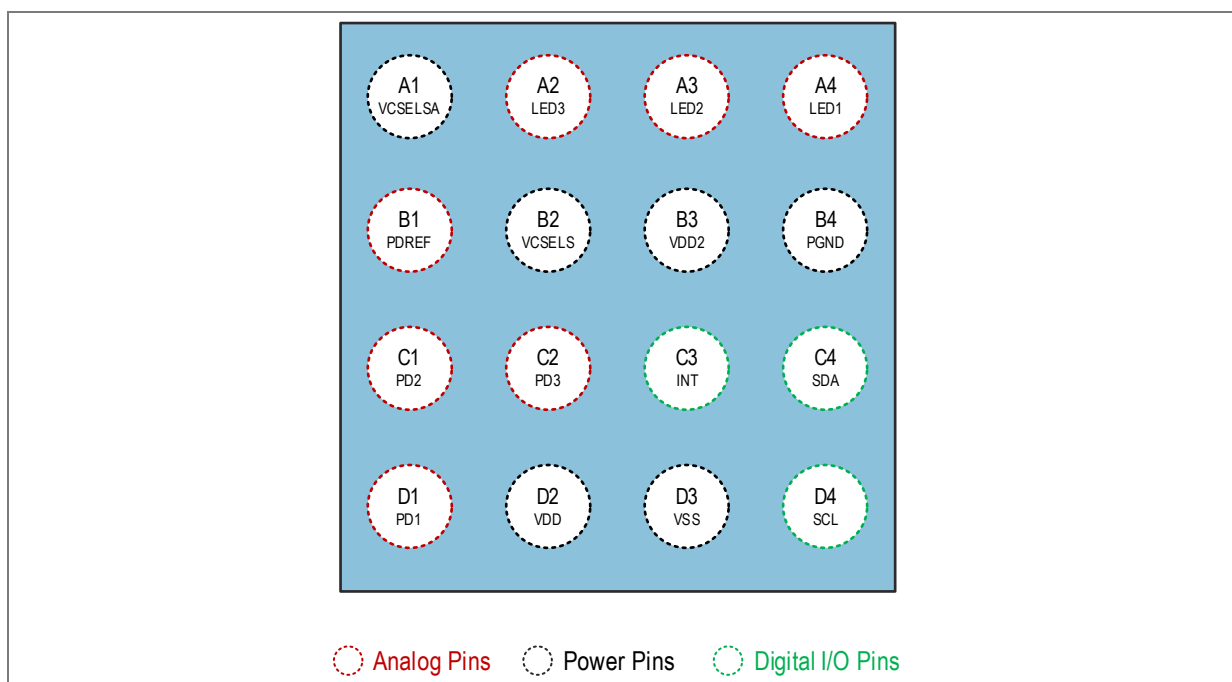 A1 A2 A3 A4
VCSELSA LED3 LED2 LED1
B1 B2 B3 B4
PDREF VCSELS VDD2 PGND
C1 C2 C3 C4
PD2 PD3 INT SDA
D1 D2 D3 D4
PD1 VDD VSS SCL
Analog Pins Power Pins Digital I/O Pins